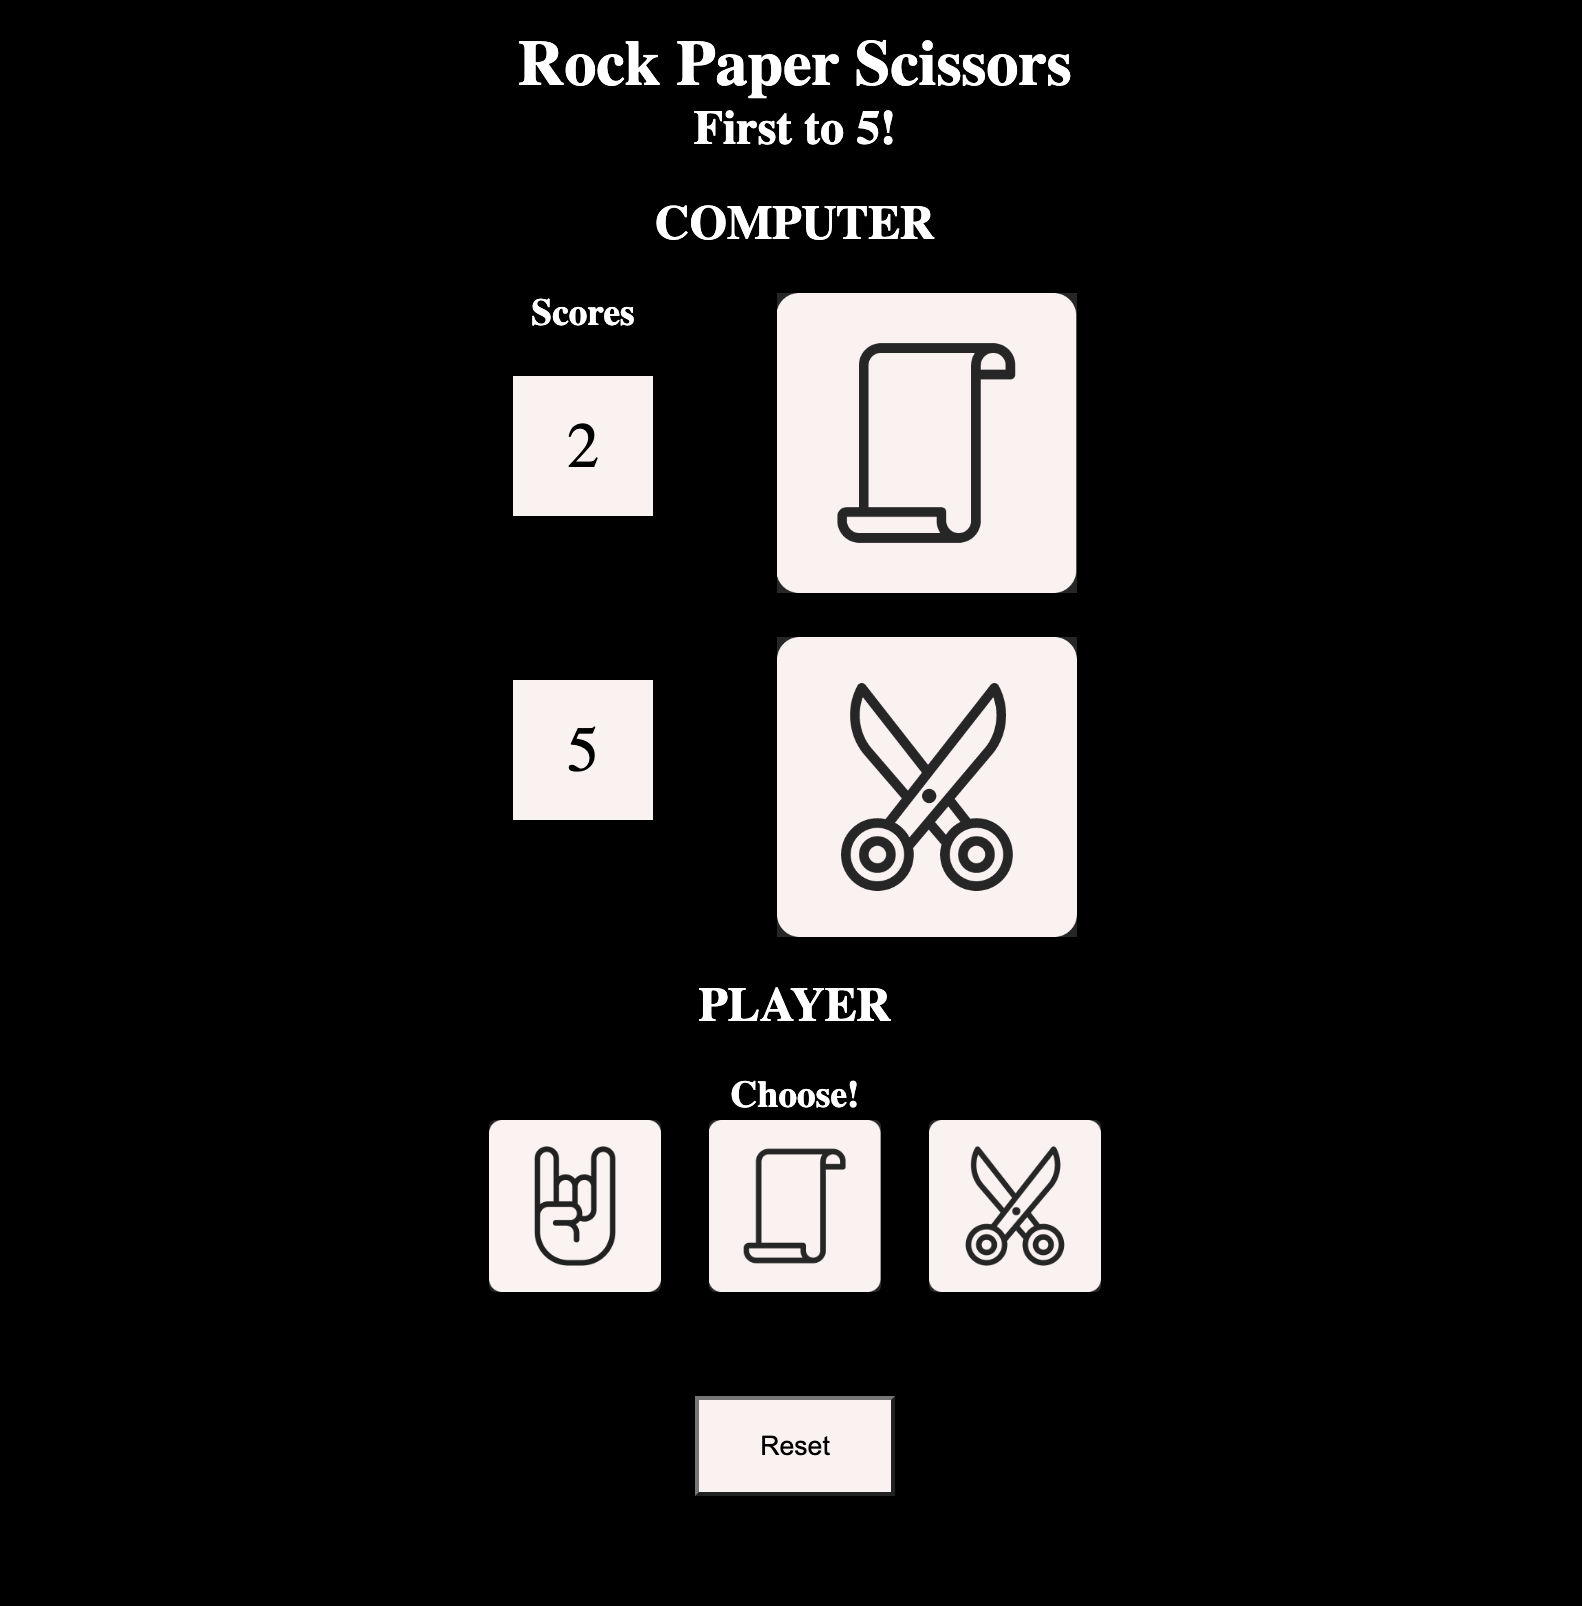 Rock Paper Scissors
First to 5!
COMPUTER
Scores
2
5
PLAYER
Choose!
Reset